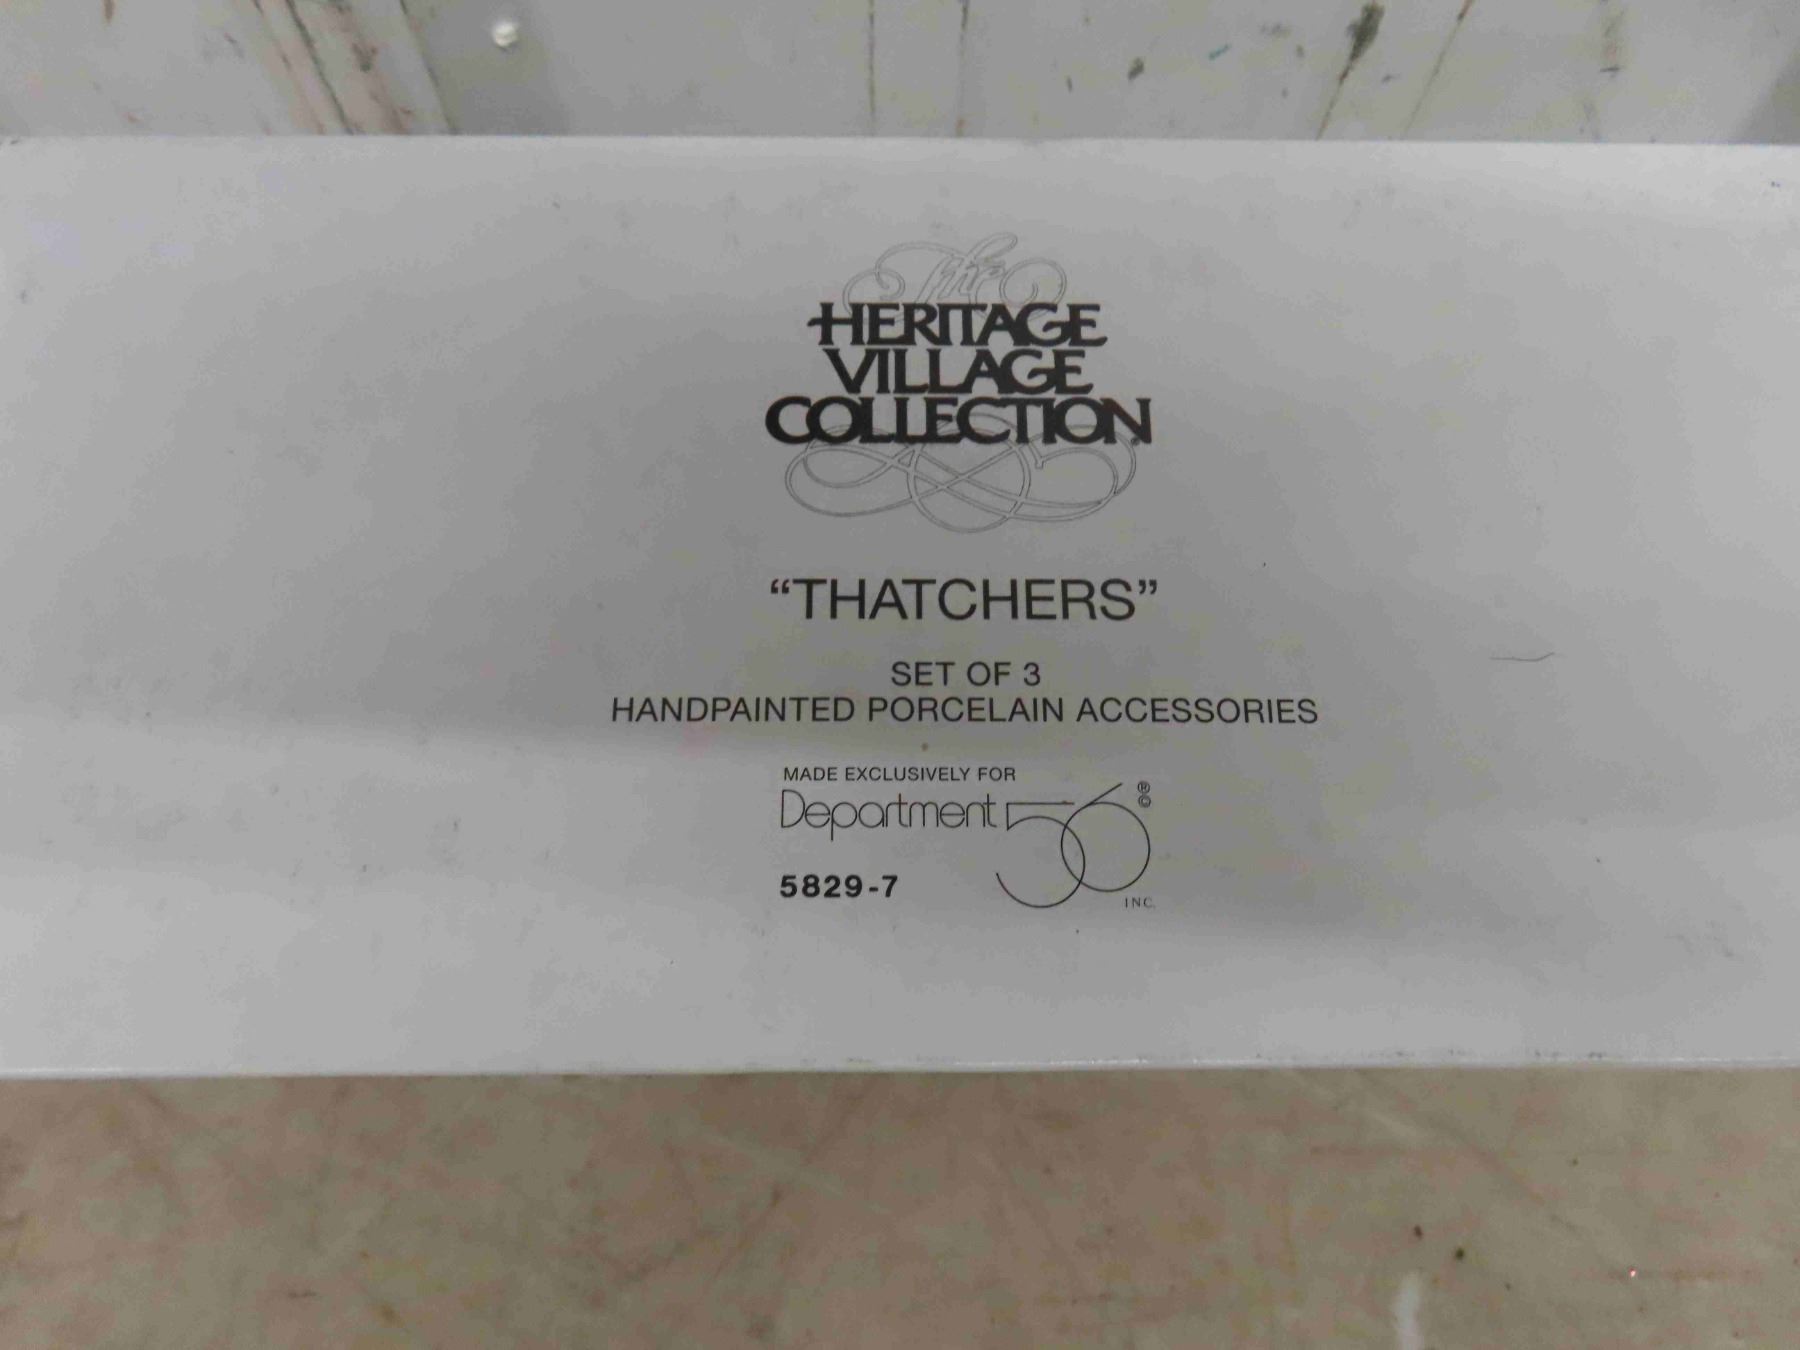 The
HERITAGE
VILLAGE
COLLECTION®
“THATCHERS”
SET OF 3
HANDPAINTED PORCELAIN ACCESSORIES
MADE EXCLUSIVELY FOR
Department 56 ®©
5829-7
INC.